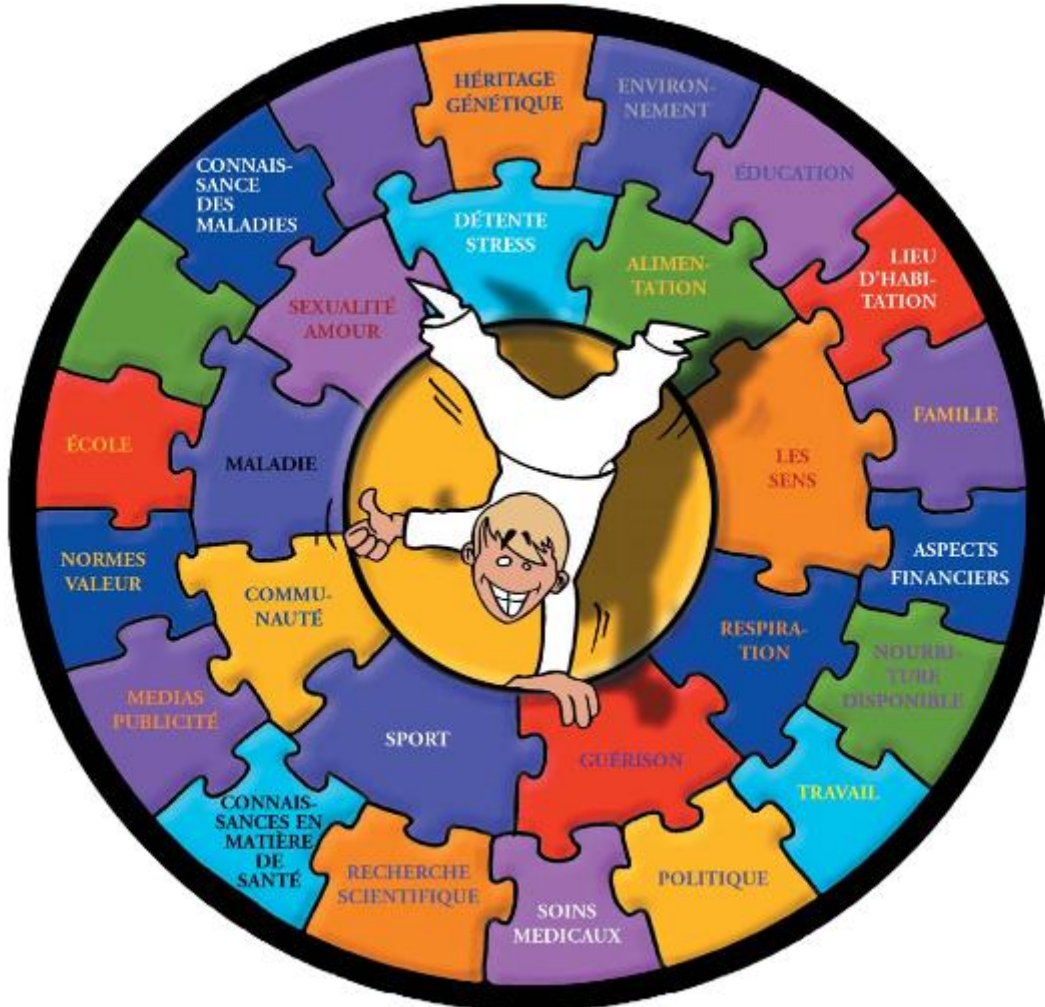 HÉRITAGE
GÉNÉTIQUE
ENVIRON-
NEMENT
ÉDUCATION
LIEU
D'HABI-
TATION
FAMILLE
ASPECTS
FINANCIERS
NOURRI-
TURE
DISPONIBLE
TRAVAIL
POLITIQUE
SOINS
MEDICAUX
RECHERCHE
SCIENTIFIQUE
CONNAIS-
SANCES EN
MATIÈRE
DE
SANTÉ
MEDIAS
PUBLICITÉ
NORMES
VALEUR
ÉCOLE
CONNAIS-
SANCE
DES
MALADIES
DÉTENTE
STRESS
ALIMEN-
TATION
LES
SENS
RESPIRA-
TION
GUÉRISON
SPORT
COMMU-
NAUTÉ
MALADIE
SEXUALITÉ
AMOUR